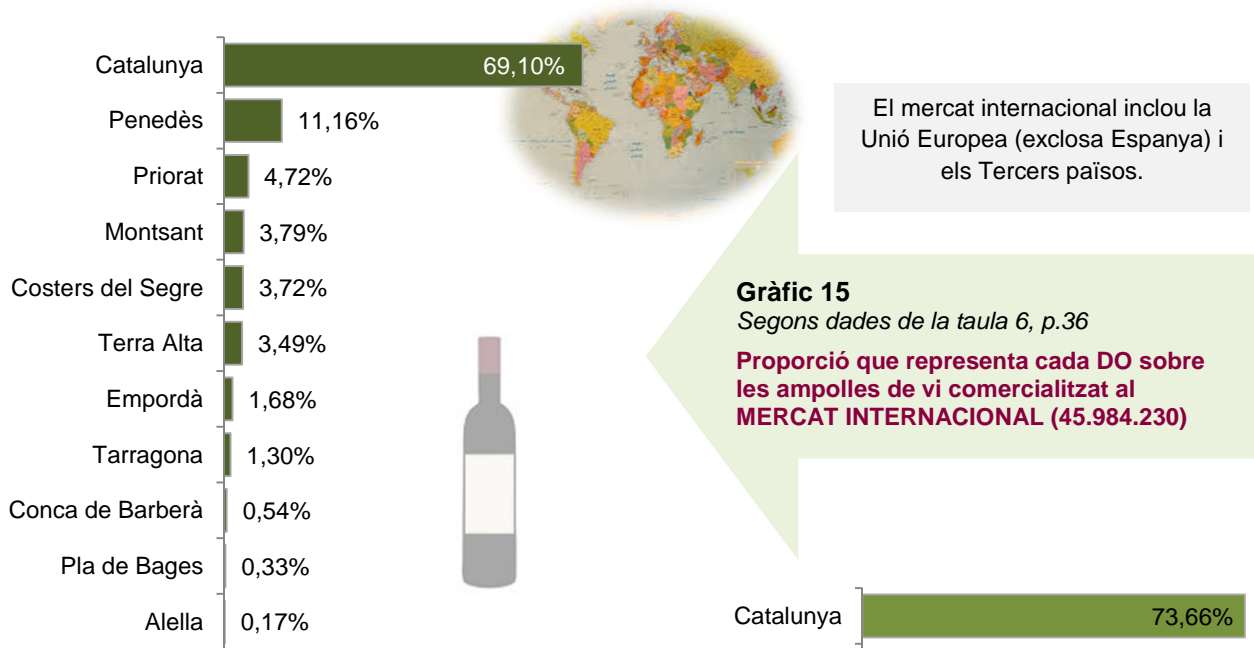 Catalunya 69,10%
Penedès 11,16%
Priorat 4,72%
Montsant 3,79%
Costers del Segre 3,72%
Terra Alta 3,49%
Empordà 1,68%
Tarragona 1,30%
Conca de Barberà 0,54%
Pla de Bages 0,33%
Alella 0,17%
El mercat internacional inclou la
Unió Europea (exclosa Espanya) i
els Tercers països.
Gràfic 15
Segons dades de la taula 6, p.36
Proporció que representa cada DO sobre
les ampolles de vi comercialitzat al
MERCAT INTERNACIONAL (45.984.230)
Catalunya 73,66%